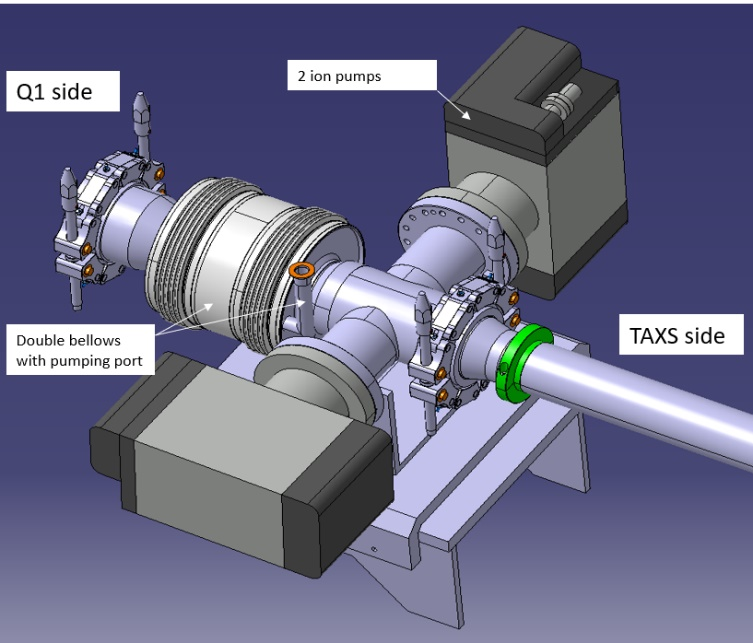 Q1 side
2 ion pumps
Double bellows
with pumping port
TAXS side